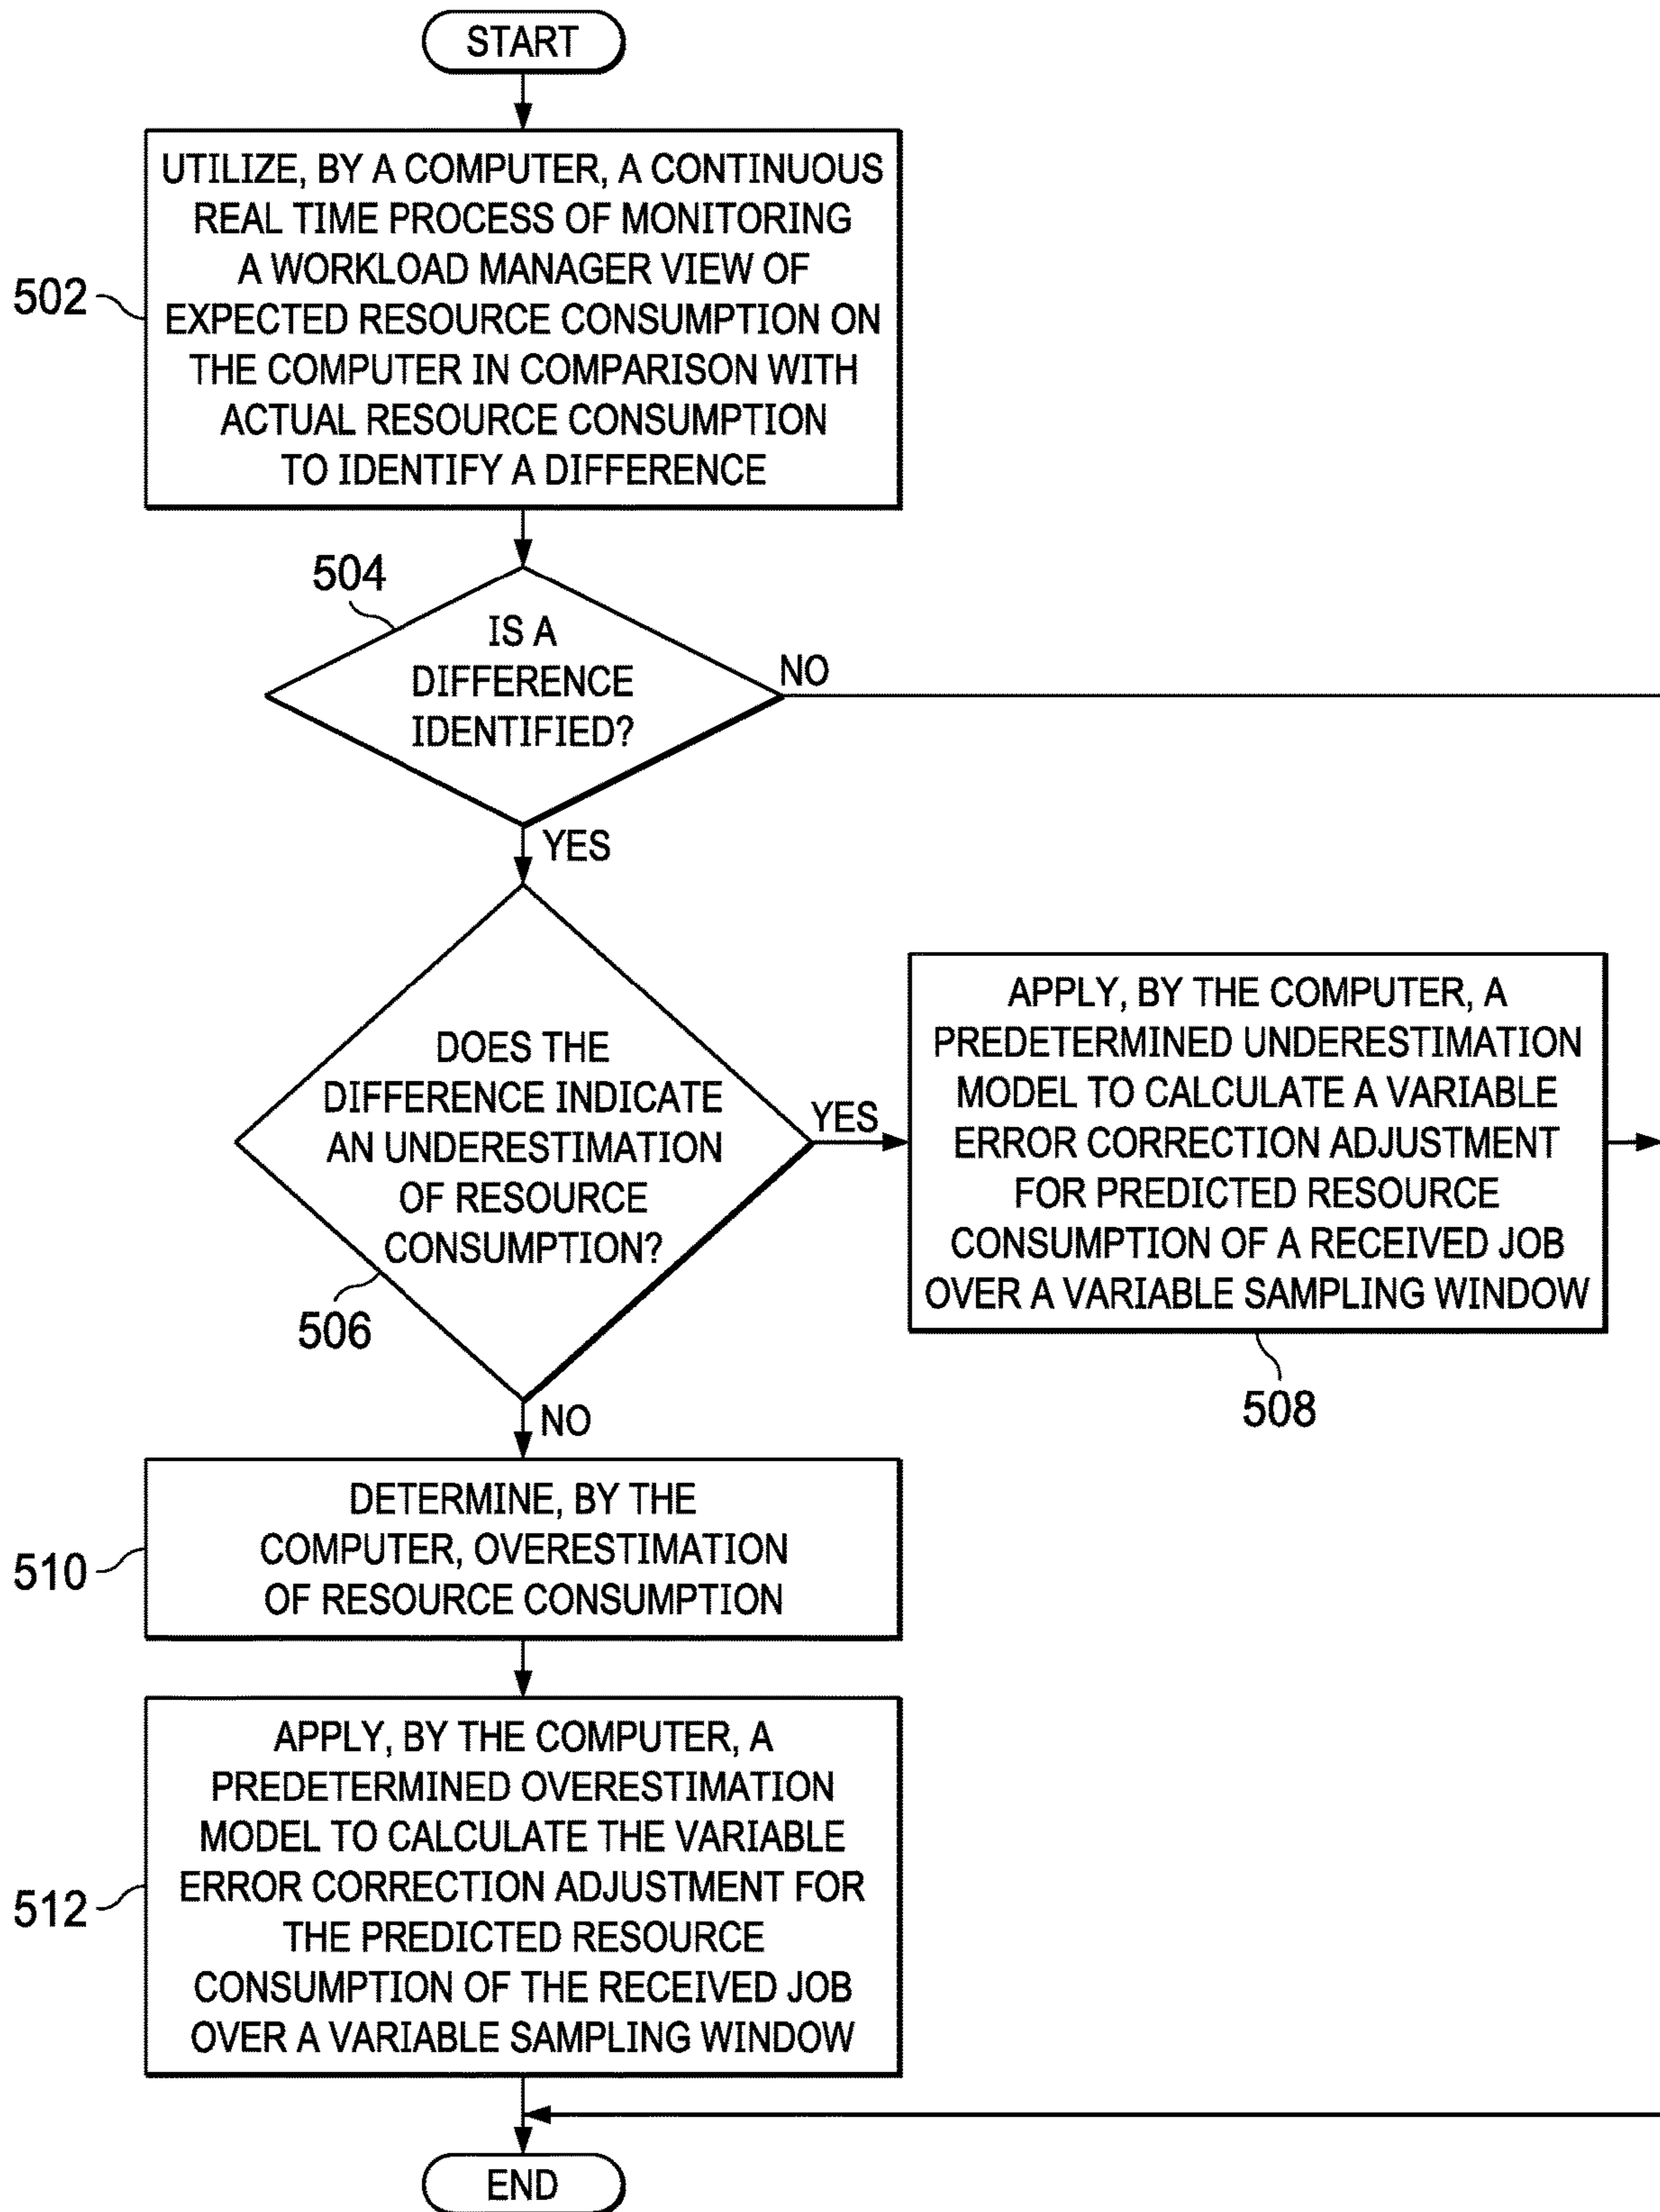 START
502
UTILIZE, BY A COMPUTER, A CONTINUOUS
REAL TIME PROCESS OF MONITORING
A WORKLOAD MANAGER VIEW OF
EXPECTED RESOURCE CONSUMPTION ON
THE COMPUTER IN COMPARISON WITH
ACTUAL RESOURCE CONSUMPTION
TO IDENTIFY A DIFFERENCE
504
IS A
DIFFERENCE
IDENTIFIED?
NO
YES
DOES THE
DIFFERENCE INDICATE
AN UNDERESTIMATION
OF RESOURCE
CONSUMPTION?
506
YES
APPLY, BY THE COMPUTER, A
PREDETERMINED UNDERESTIMATION
MODEL TO CALCULATE A VARIABLE
ERROR CORRECTION ADJUSTMENT
FOR PREDICTED RESOURCE
CONSUMPTION OF A RECEIVED JOB
OVER A VARIABLE SAMPLING WINDOW
508
NO
510
DETERMINE, BY THE
COMPUTER, OVERESTIMATION
OF RESOURCE CONSUMPTION
512
APPLY, BY THE COMPUTER, A
PREDETERMINED OVERESTIMATION
MODEL TO CALCULATE THE VARIABLE
ERROR CORRECTION ADJUSTMENT FOR
THE PREDICTED RESOURCE
CONSUMPTION OF THE RECEIVED JOB
OVER A VARIABLE SAMPLING WINDOW
END